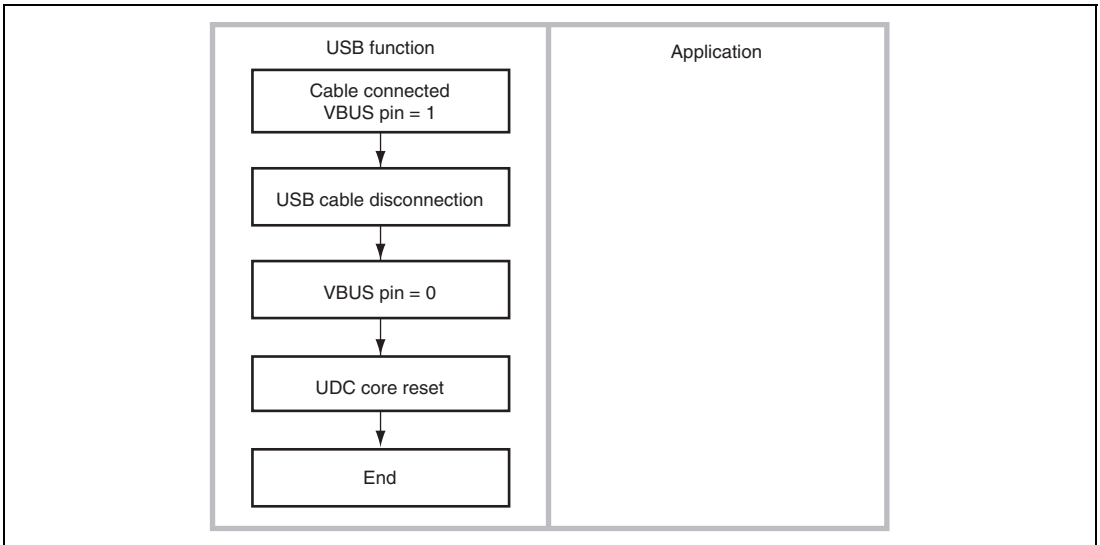 USB function
Application
Cable connected
VBUS pin = 1
USB cable disconnection
VBUS pin = 0
UDC core reset
End